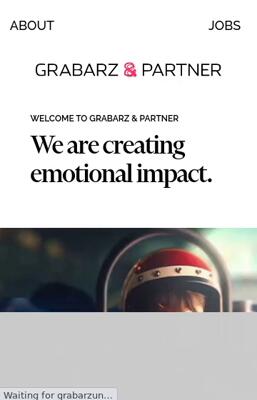 ABOUT JOBS
GRABARZ & PARTNER
WELCOME TO GRABARZ & PARTNER
We are creating
emotional impact.
Waiting for grabarzun...